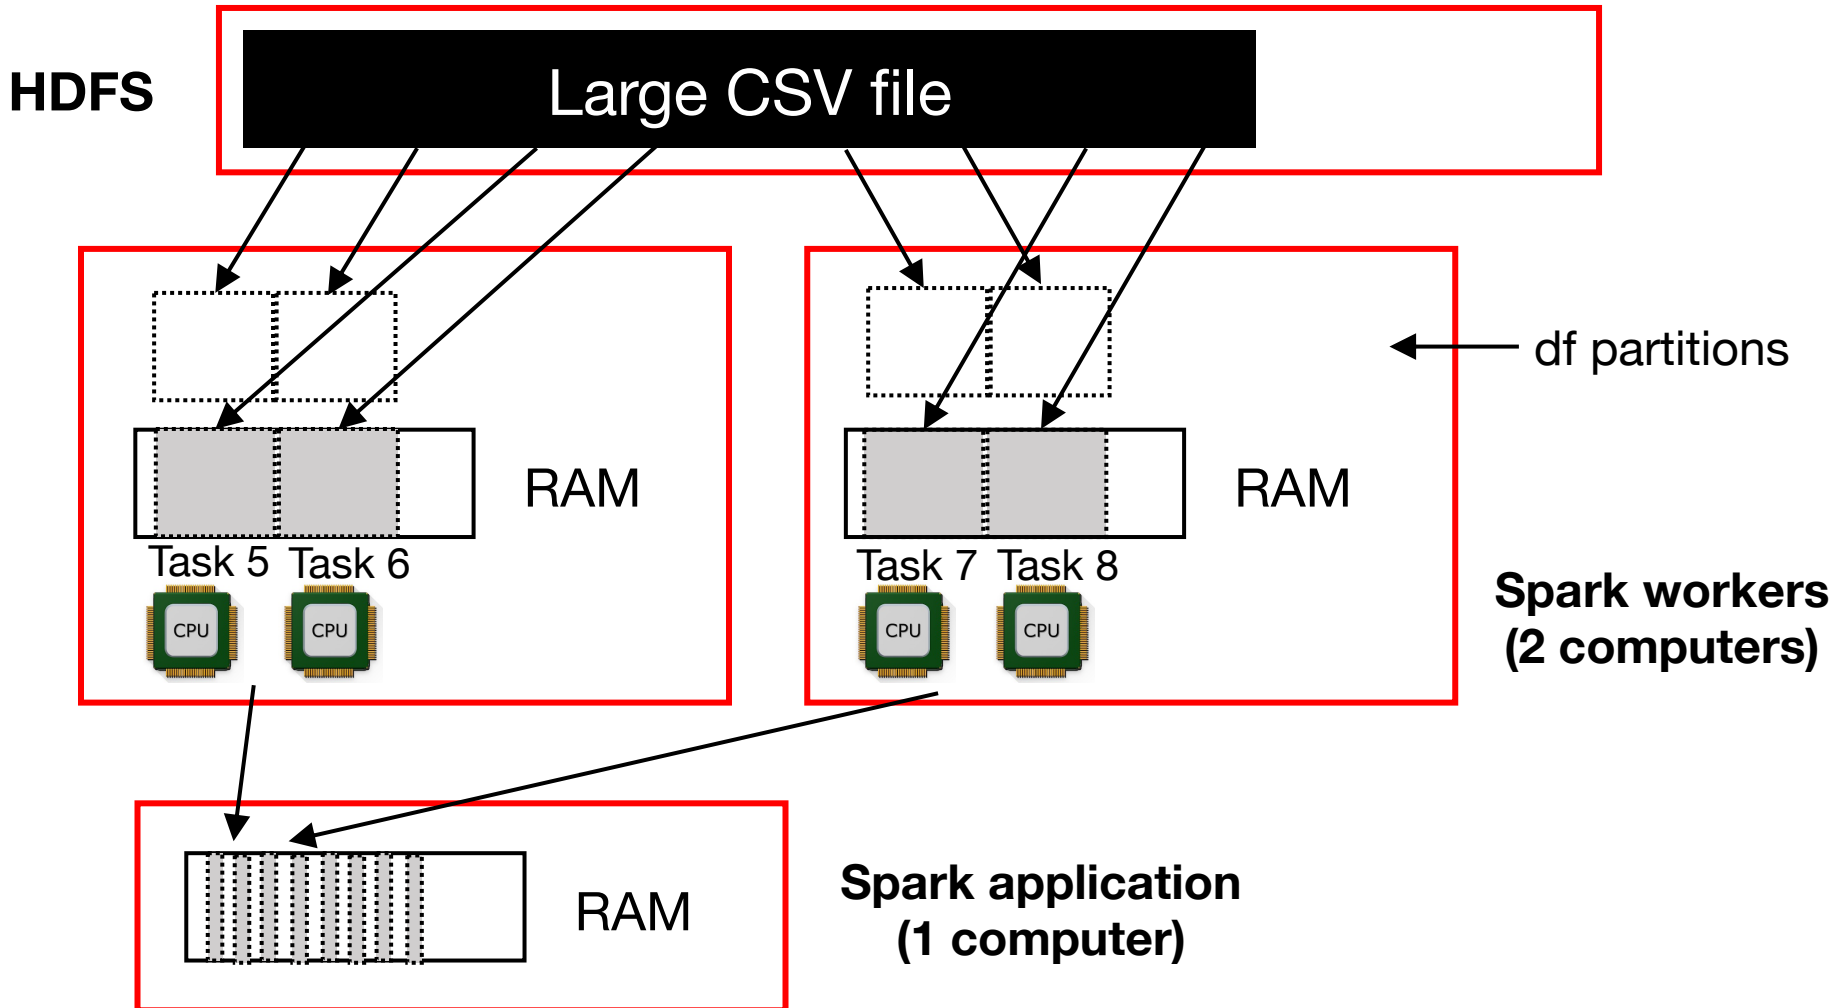 HDFS
Large CSV file
df partitions
RAM
RAM
Task 5 Task 6
Task 7 Task 8
CPU
CPU
CPU
CPU
Spark workers
(2 computers)
RAM
Spark application
(1 computer)